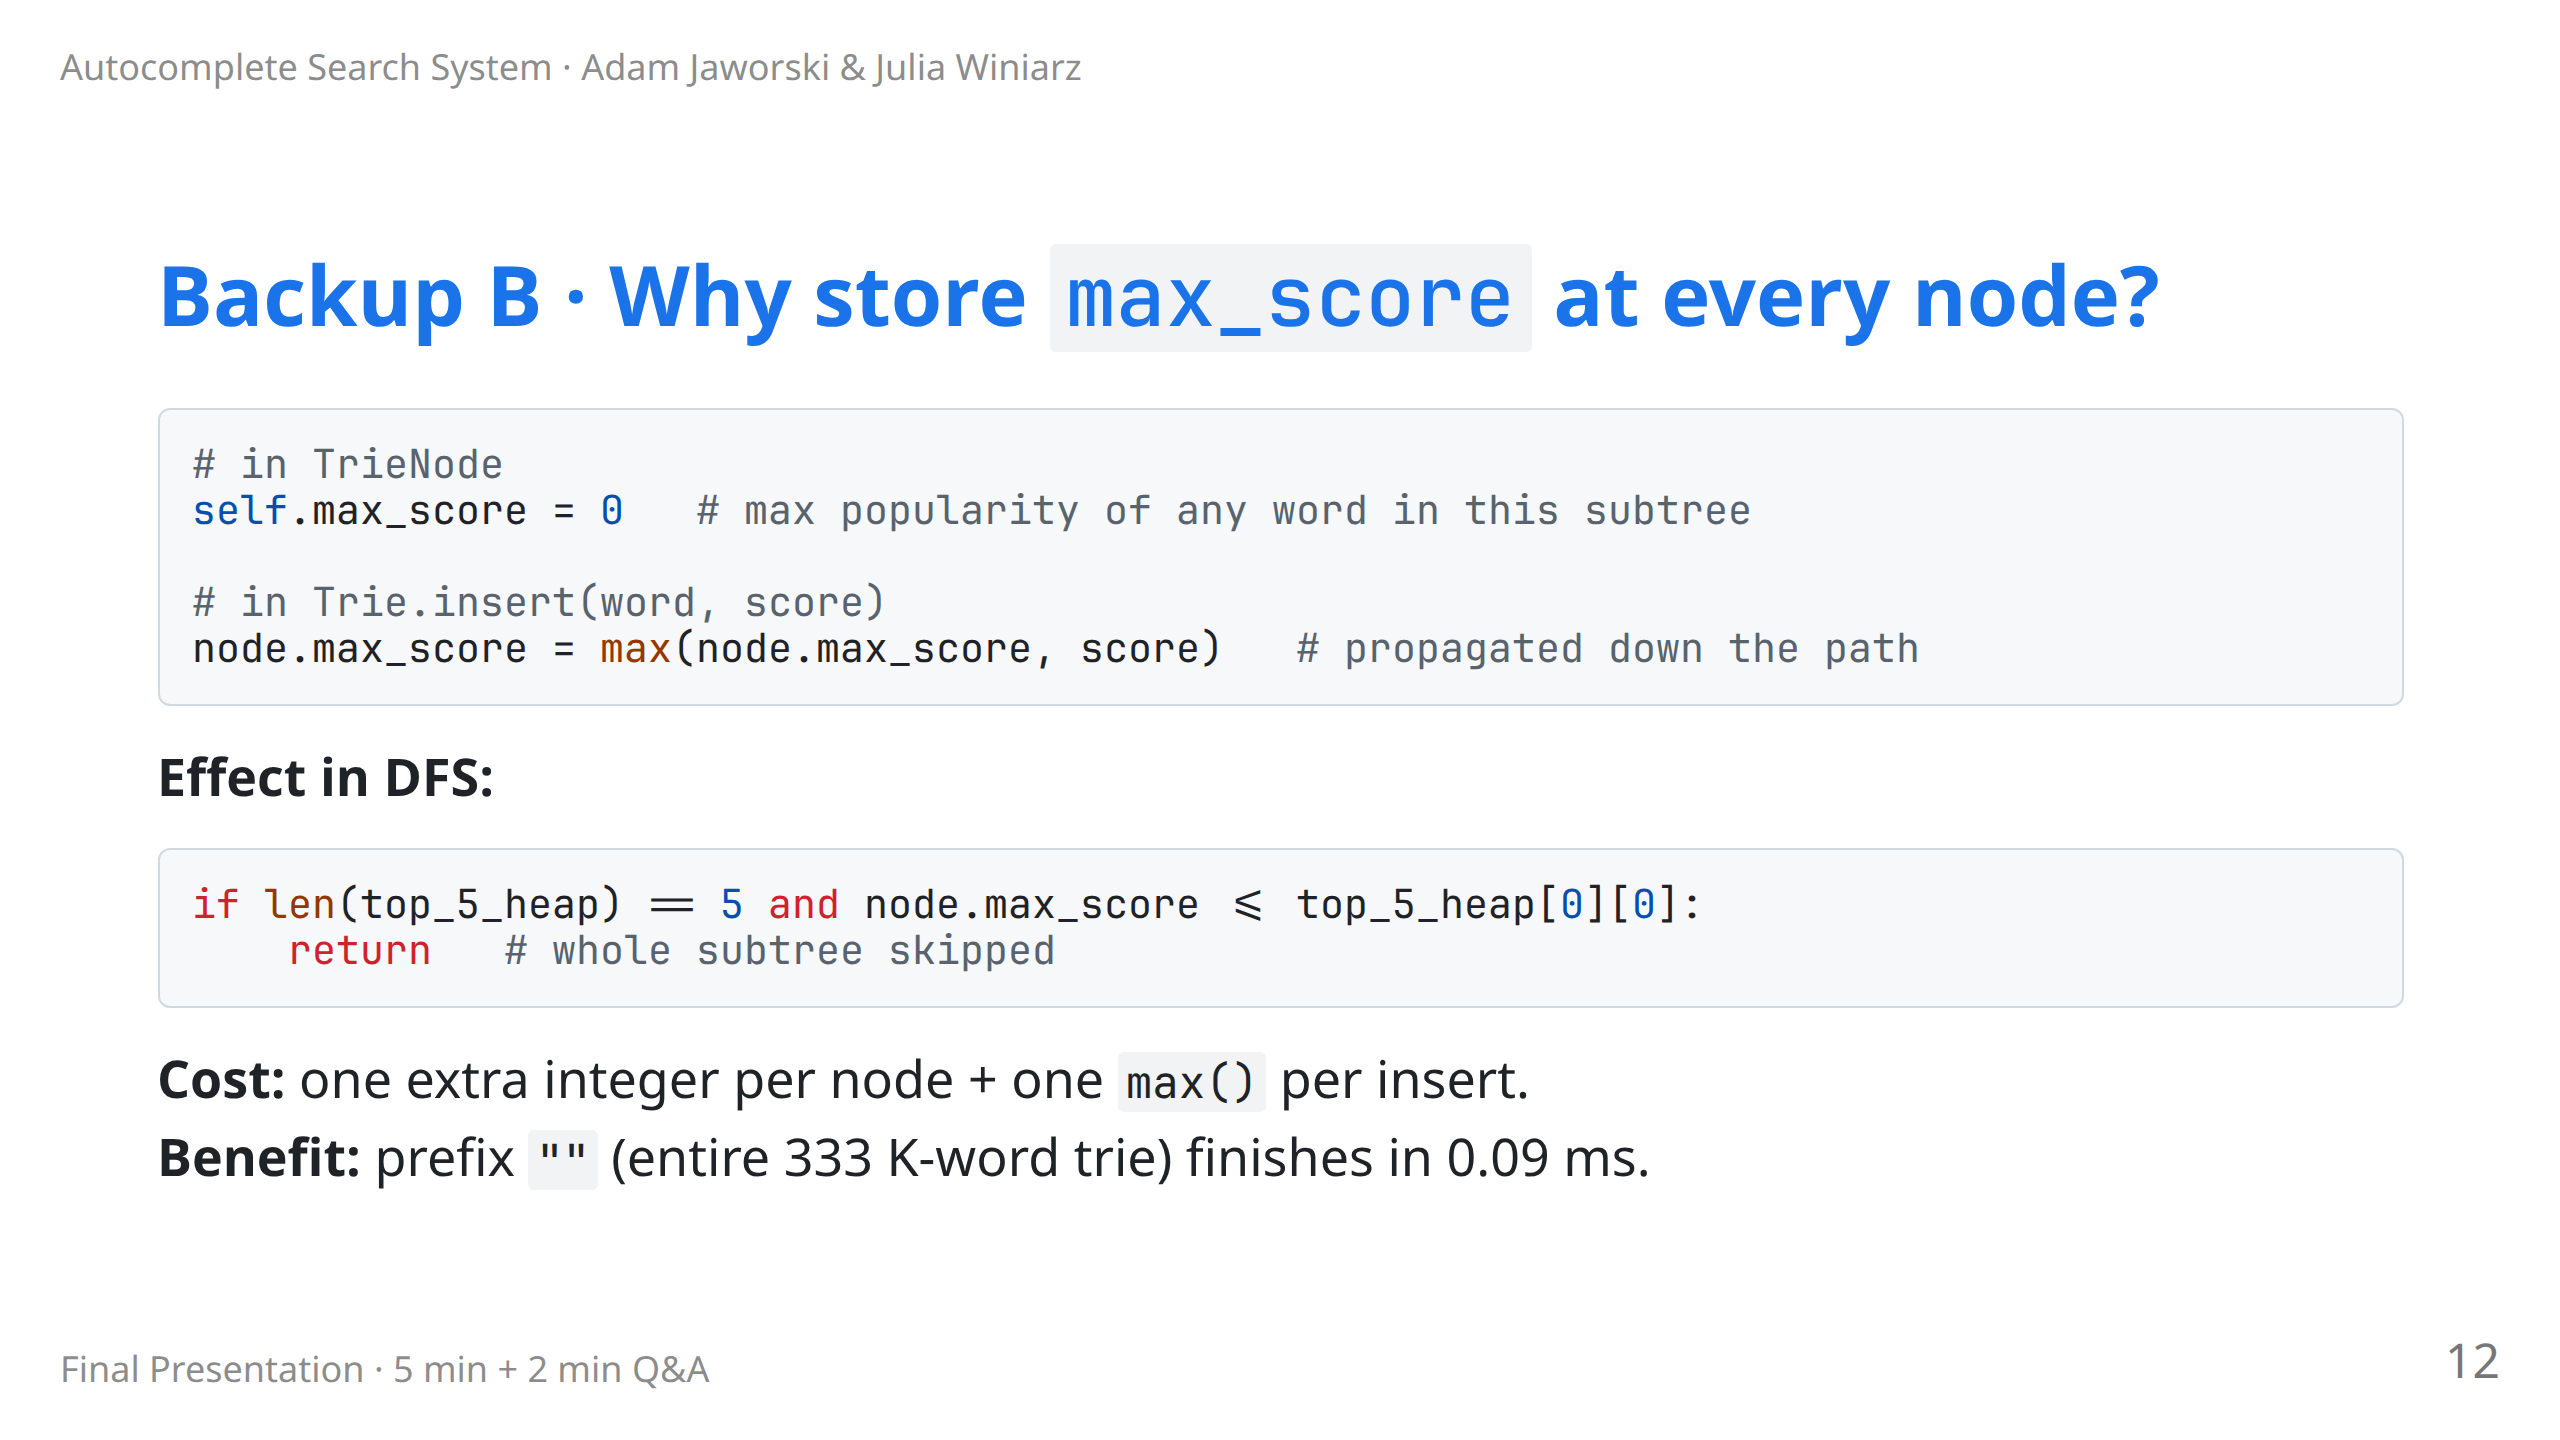 Autocomplete Search System · Adam Jaworski & Julia Winiarz
Backup B · Why store max_score at every node?
# in TrieNode
self.max_score = 0   # max popularity of any word in this subtree
# in Trie.insert(word, score)
node.max_score = max(node.max_score, score)   # propagated down the path
Effect in DFS:
if len(top_5_heap) == 5 and node.max_score <= top_5_heap[0][0]:
    return   # whole subtree skipped
Cost: one extra integer per node + one max() per insert.
Benefit: prefix "" (entire 333 K-word trie) finishes in 0.09 ms.
Final Presentation · 5 min + 2 min Q&A
12